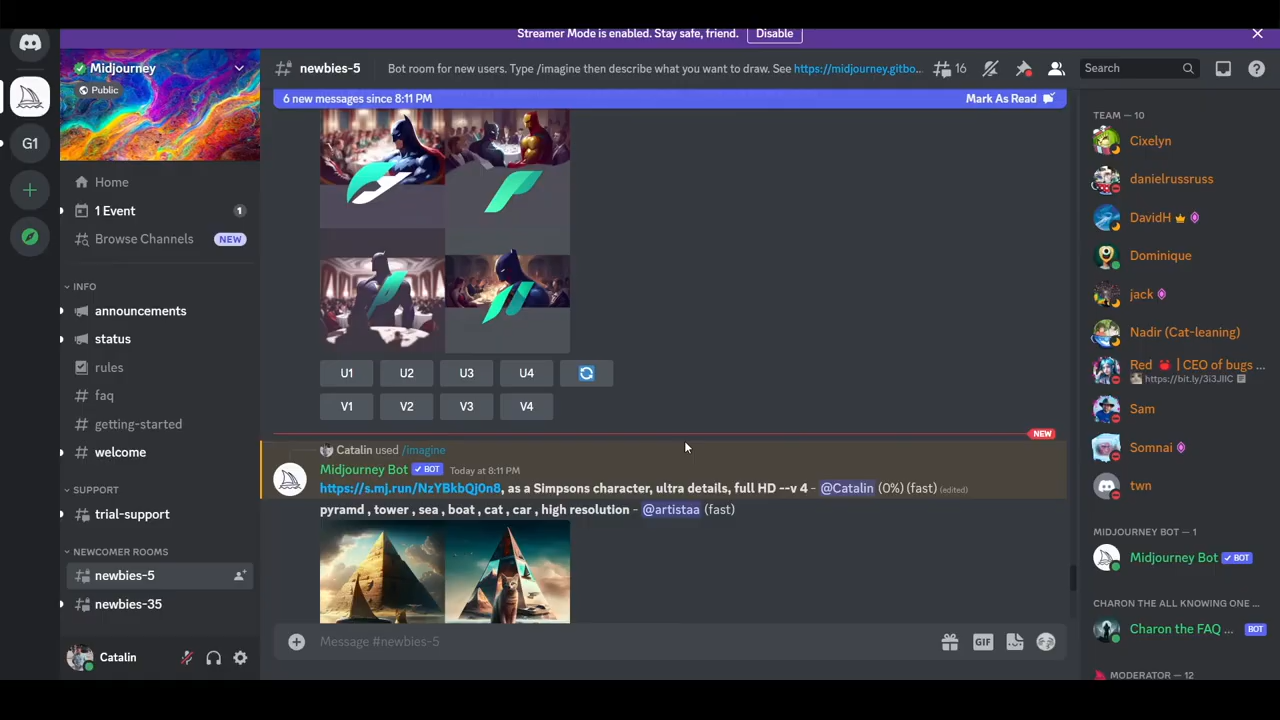 Streamer Mode is enabled. Stay safe, friend.
Disable
Midjourney
Public
Home
1 Event
1
Browse Channels
NEW
INFO
announcements
status
rules
faq
getting-started
welcome
SUPPORT
trial-support
NEWCOMER ROOMS
newbies-5
newbies-35
Catalin
G1
newbies-5
Bot room for new users. Type /imagine then describe what you want to draw. See https://midjourney.gitbo...
16
Search
6 new messages since 8:11 PM
Mark As Read
U1 U2 U3 U4
V1 V2 V3 V4
NEW
Catalin used /imagine
Midjourney Bot BOT Today at 8:11 PM
https://s.mj.run/NzYBkbQj0n8, as a Simpsons character, ultra details, full HD --v 4 - @Catalin (0%) (fast) (edited)
pyramd , tower , sea , boat , cat , car , high resolution - @artistaa (fast)
Message #newbies-5
GIF
TEAM — 10
Cixelyn
danielrussruss
DavidH
Dominique
jack
Nadir (Cat-leaning)
Red | CEO of bugs ...
https://bit.ly/3i3JIIC
Sam
Somnai
twn
MIDJOURNEY BOT — 1
Midjourney Bot BOT
CHARON THE ALL KNOWING ONE ...
Charon the FAQ ... BOT
MODERATOR — 12